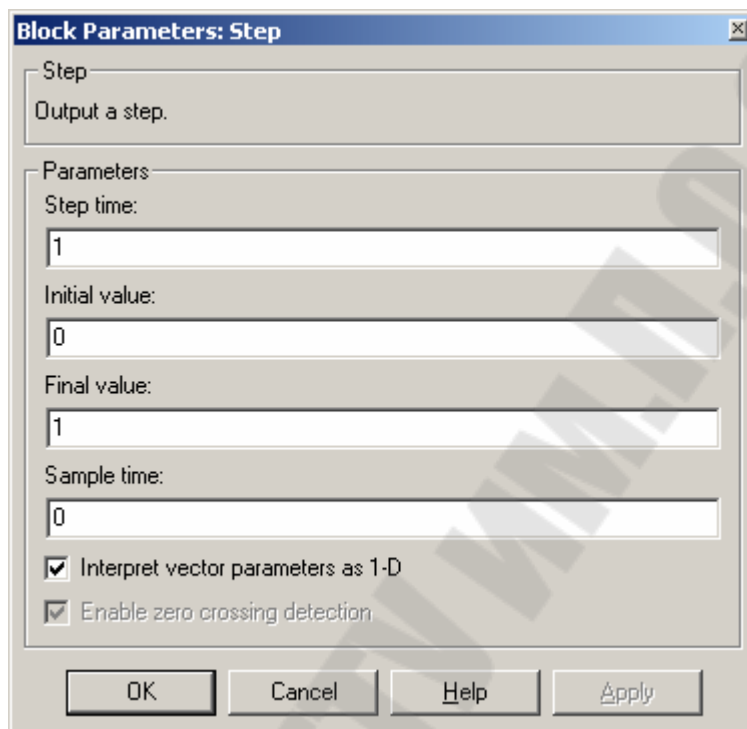 Block Parameters: Step
Step
Output a step.
Parameters
Step time:
1
Initial value:
0
Final value:
1
Sample time:
0
Interpret vector parameters as 1-D
Enable zero crossing detection
OK
Cancel
Help
Apply
ИМ.П.